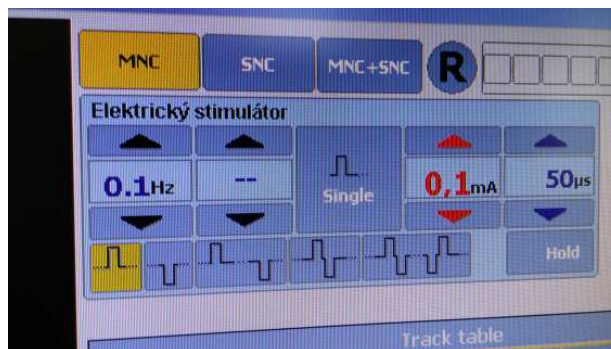 MNC SNC MNC+SNC R
Elektrický stimulátor
0.1Hz -- Single 0,1mA 50µs
Hold
Track table